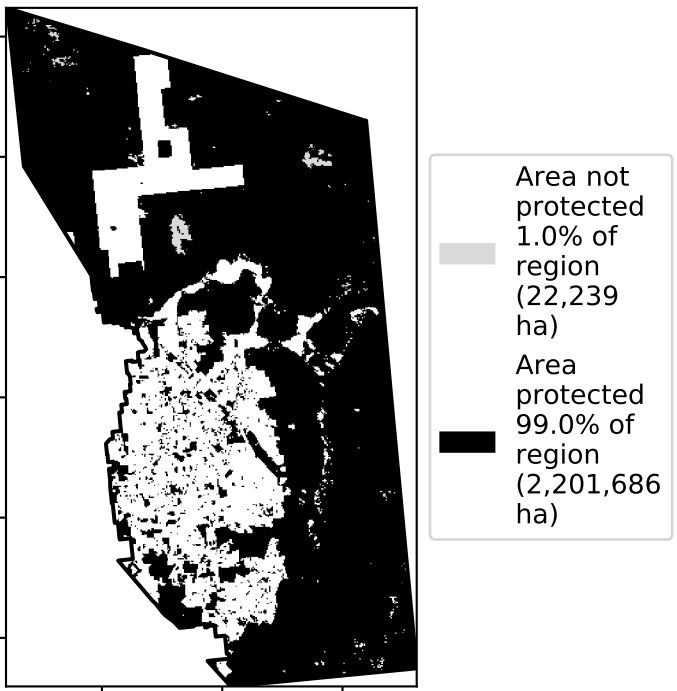 Area not
protected
1.0% of
region
(22,239
ha)
Area
protected
99.0% of
region
(2,201,686
ha)